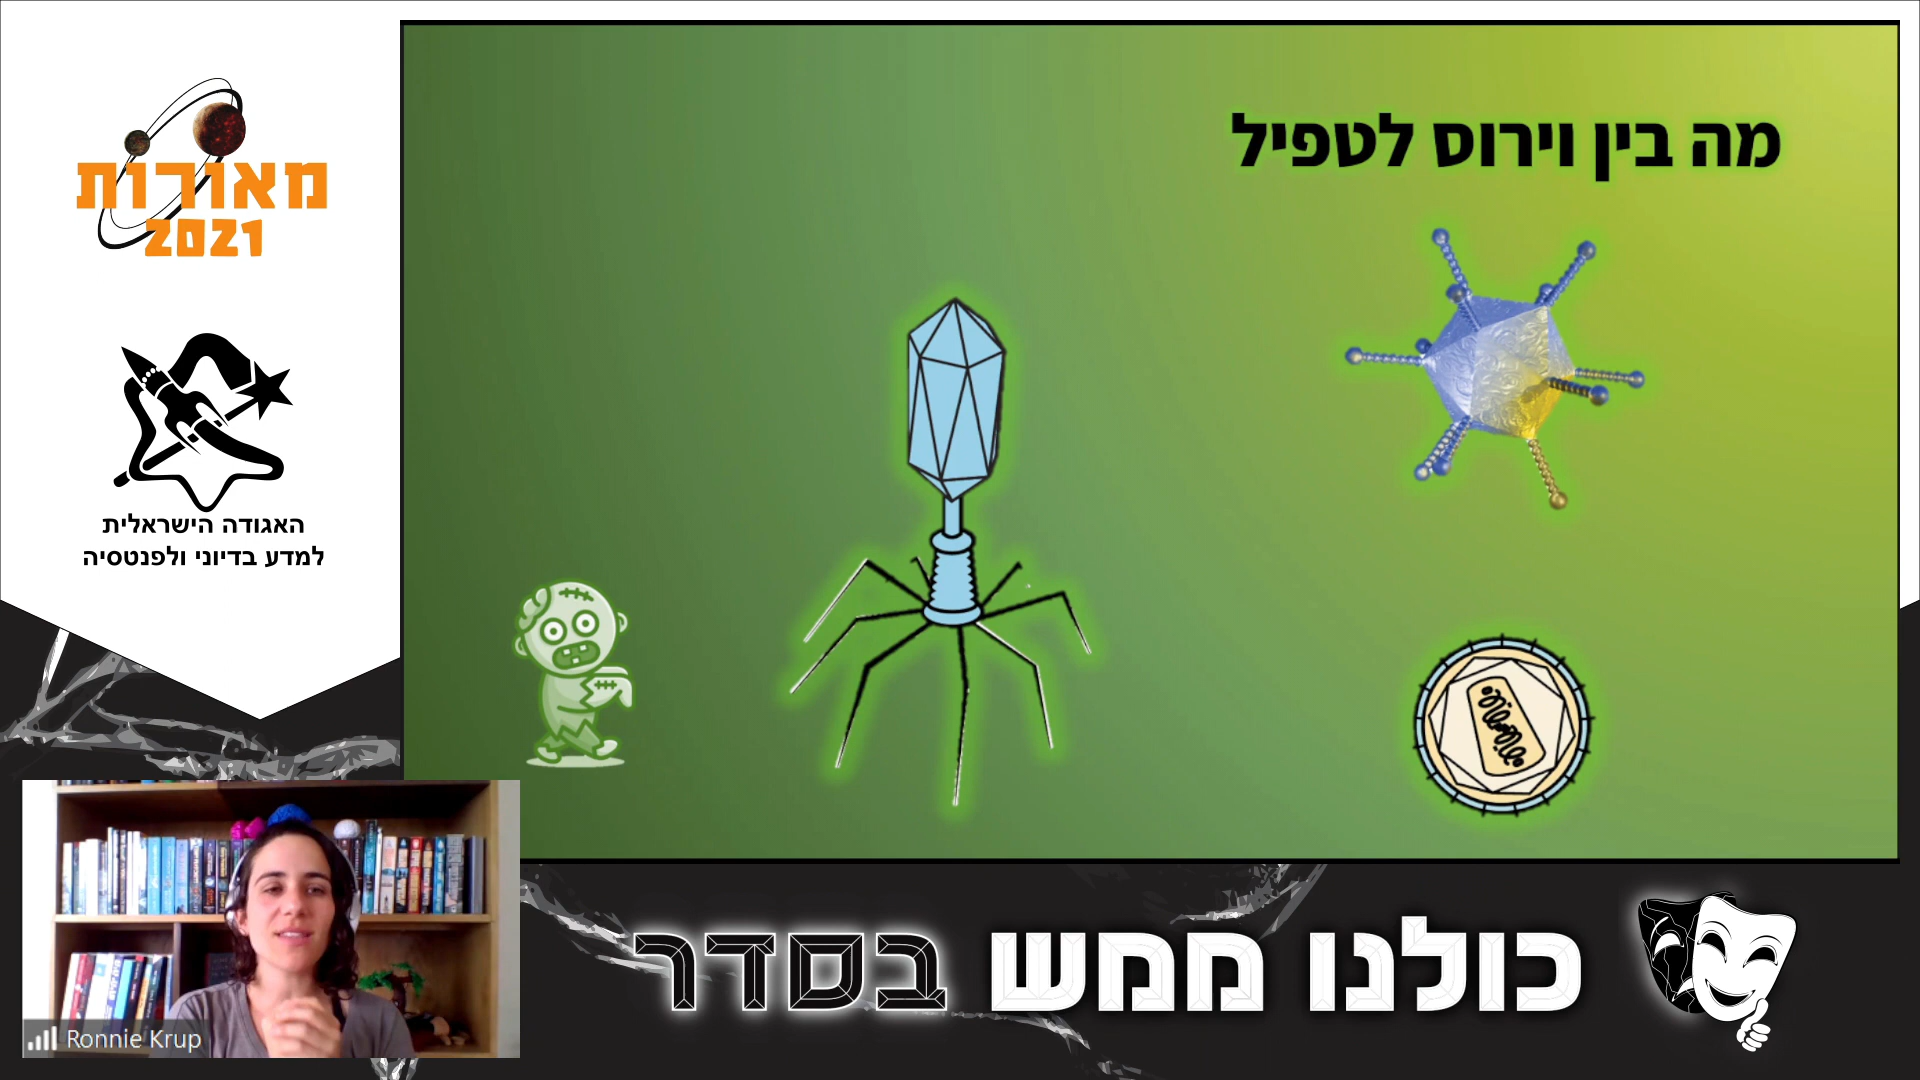 מאורות
2021
האגודה הישראלית
למדע בדיוני ולפנטסיה
מה בין וירוס לטפיל
Ronnie Krup
כולנו ממש בסדר